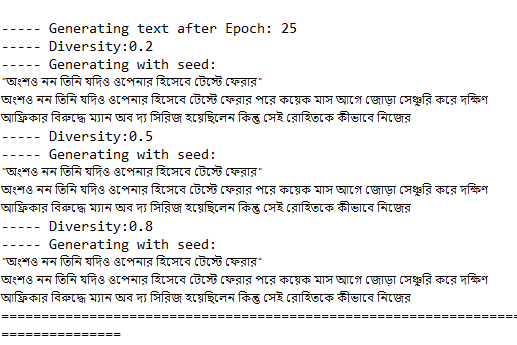 ----- Generating text after Epoch: 25
----- Diversity:0.2
----- Generating with seed:
"অংশও নন তিনি যদিও ওপেনার হিসেবে টেস্টে ফেরার"
অংশও নন তিনি যদিও ওপেনার হিসেবে টেস্টে ফেরার পরে কয়েক মাস আগে জোড়া সেঞ্চুরি করে দক্ষিণ
আফ্রিকার বিরুদ্ধে ম্যান অব দ্য সিরিজ হয়েছিলেন কিন্তু সেই রোহিতকে কীভাবে নিজের
----- Diversity:0.5
----- Generating with seed:
"অংশও নন তিনি যদিও ওপেনার হিসেবে টেস্টে ফেরার"
অংশও নন তিনি যদিও ওপেনার হিসেবে টেস্টে ফেরার পরে কয়েক মাস আগে জোড়া সেঞ্চুরি করে দক্ষিণ
আফ্রিকার বিরুদ্ধে ম্যান অব দ্য সিরিজ হয়েছিলেন কিন্তু সেই রোহিতকে কীভাবে নিজের
----- Diversity:0.8
----- Generating with seed:
"অংশও নন তিনি যদিও ওপেনার হিসেবে টেস্টে ফেরার"
অংশও নন তিনি যদিও ওপেনার হিসেবে টেস্টে ফেরার পরে কয়েক মাস আগে জোড়া সেঞ্চুরি করে দক্ষিণ
আফ্রিকার বিরুদ্ধে ম্যান অব দ্য সিরিজ হয়েছিলেন কিন্তু সেই রোহিতকে কীভাবে নিজের
=================================================================
===============